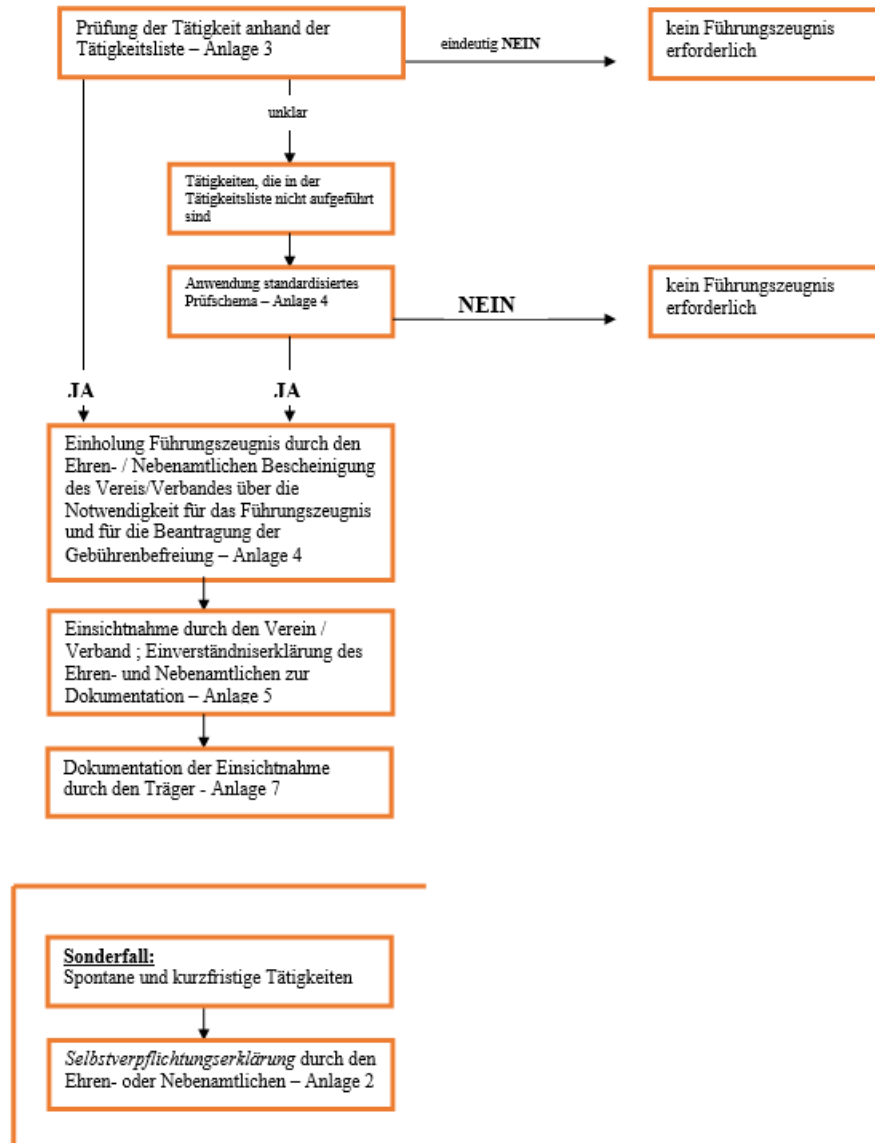 Prüfung der Tätigkeit anhand der
Tätigkeitsliste – Anlage 3
eindeutig NEIN
kein Führungszeugnis
erforderlich
unklar
Tätigkeiten, die in der
Tätigkeitsliste nicht aufgeführt
sind
Anwendung standardisiertes
Prüfschema – Anlage 4
NEIN
kein Führungszeugnis
erforderlich
JA
JA
Einholung Führungszeugnis durch den
Ehren- / Nebenamtlichen Bescheinigung
des Vereis/Verbandes über die
Notwendigkeit für das Führungszeugnis
und für die Beantragung der
Gebührenbefreiung – Anlage 4
Einsichtnahme durch den Verein /
Verband ; Einverständniserklärung des
Ehren- und Nebenamtlichen zur
Dokumentation – Anlage 5
Dokumentation der Einsichtnahme
durch den Träger - Anlage 7
Sonderfall:
Spontane und kurzfristige Tätigkeiten
Selbstverpflichtungserklärung durch den
Ehren- oder Nebenamtlichen – Anlage 2